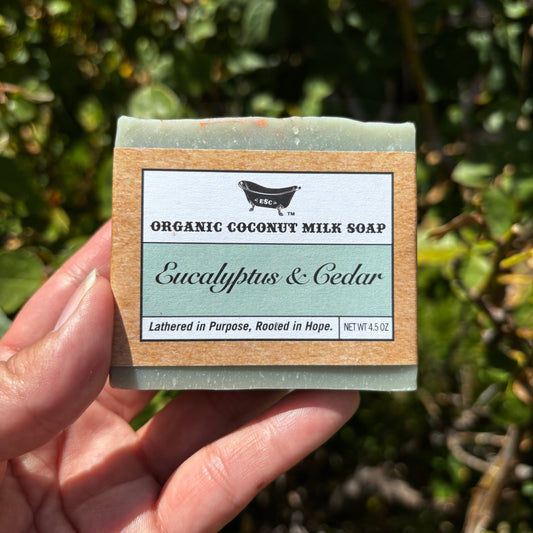 <ESC>
TM
ORGANIC COCONUT MILK SOAP
Eucalyptus & Cedar
Lathered in Purpose, Rooted in Hope.
NET WT 4.5 OZ